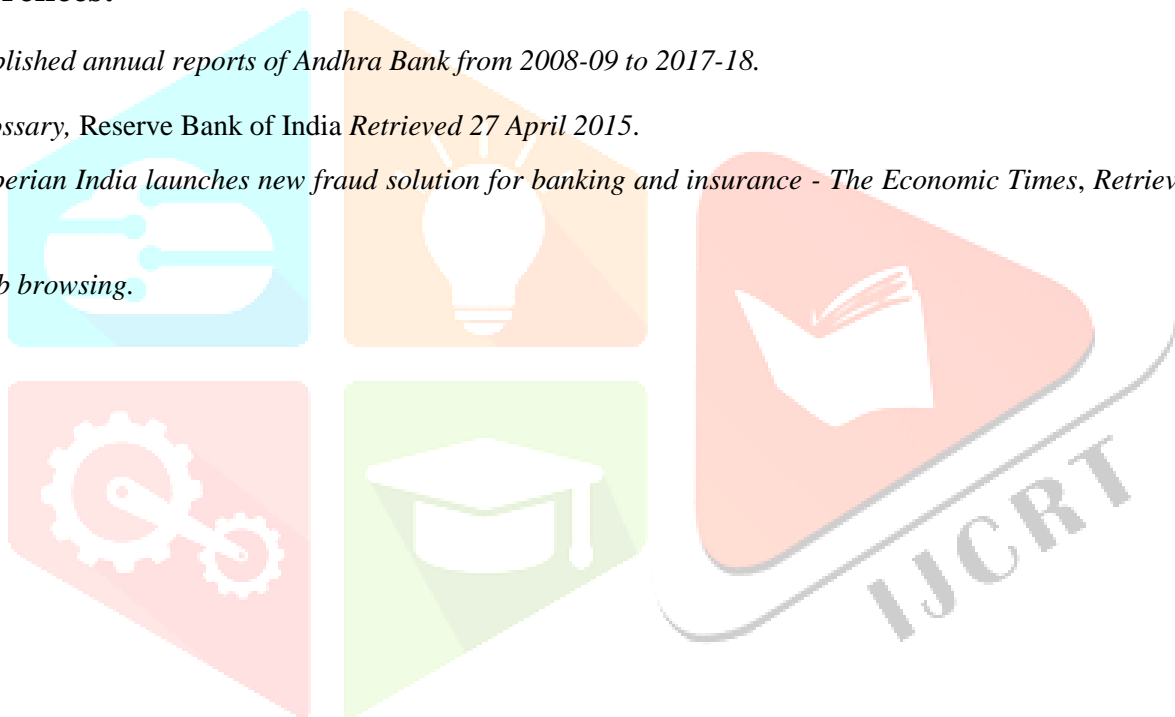 rences:
blished annual reports of Andhra Bank from 2008-09 to 2017-18.
ossary, Reserve Bank of India Retrieved 27 April 2015.
perian India launches new fraud solution for banking and insurance - The Economic Times, Retriev
b browsing.
IJCRT